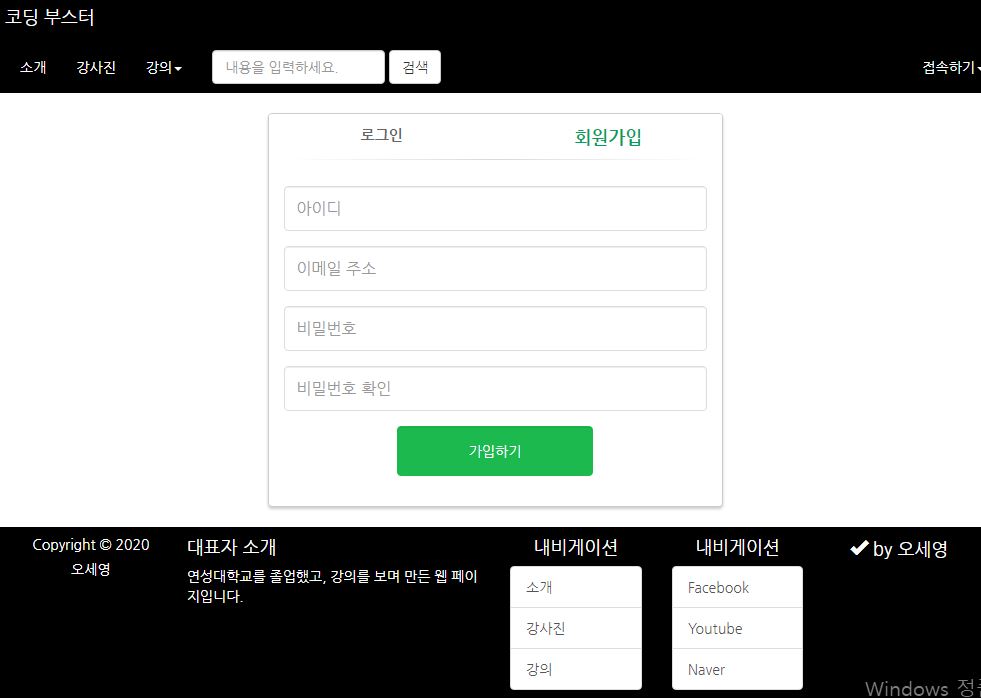 코딩 부스터
소개 강사진 강의 내용을 입력하세요. 검색 접속하기
로그인 회원가입
아이디
이메일 주소
비밀번호
비밀번호 확인
가입하기
Copyright © 2020
오세영
대표자 소개
연성대학교를 졸업했고, 강의를 보며 만든 웹 페이
지입니다.
내비게이션
소개
강사진
강의
내비게이션
Facebook
Youtube
Naver
by 오세영
Windows